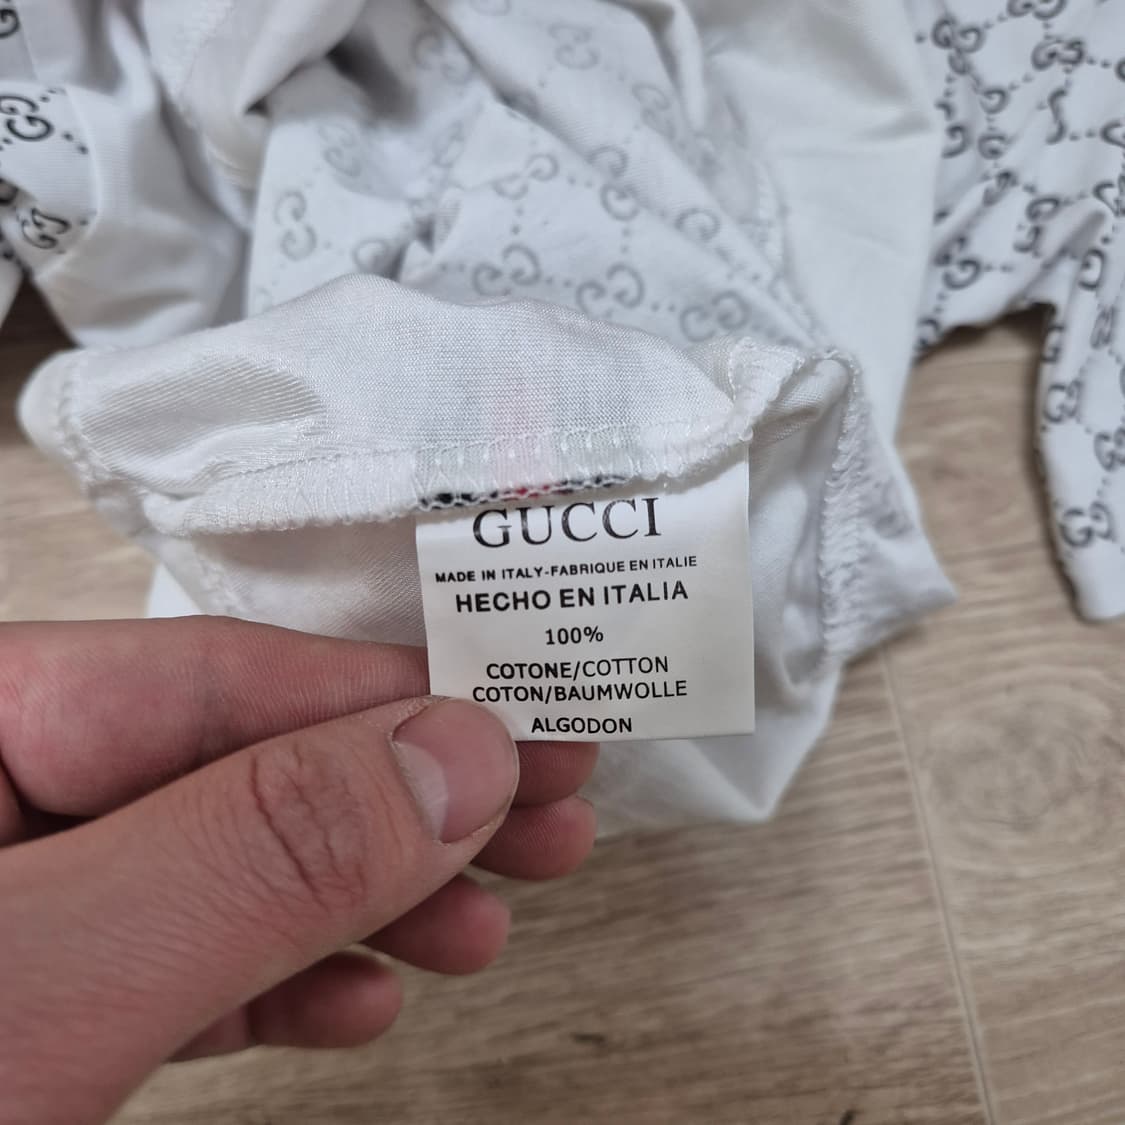 GUCCI
MADE IN ITALY-FABRIQUE EN ITALIE
HECHO EN ITALIA
100%
COTONE/COTTON
COTON/BAUMWOLLE
ALGODON